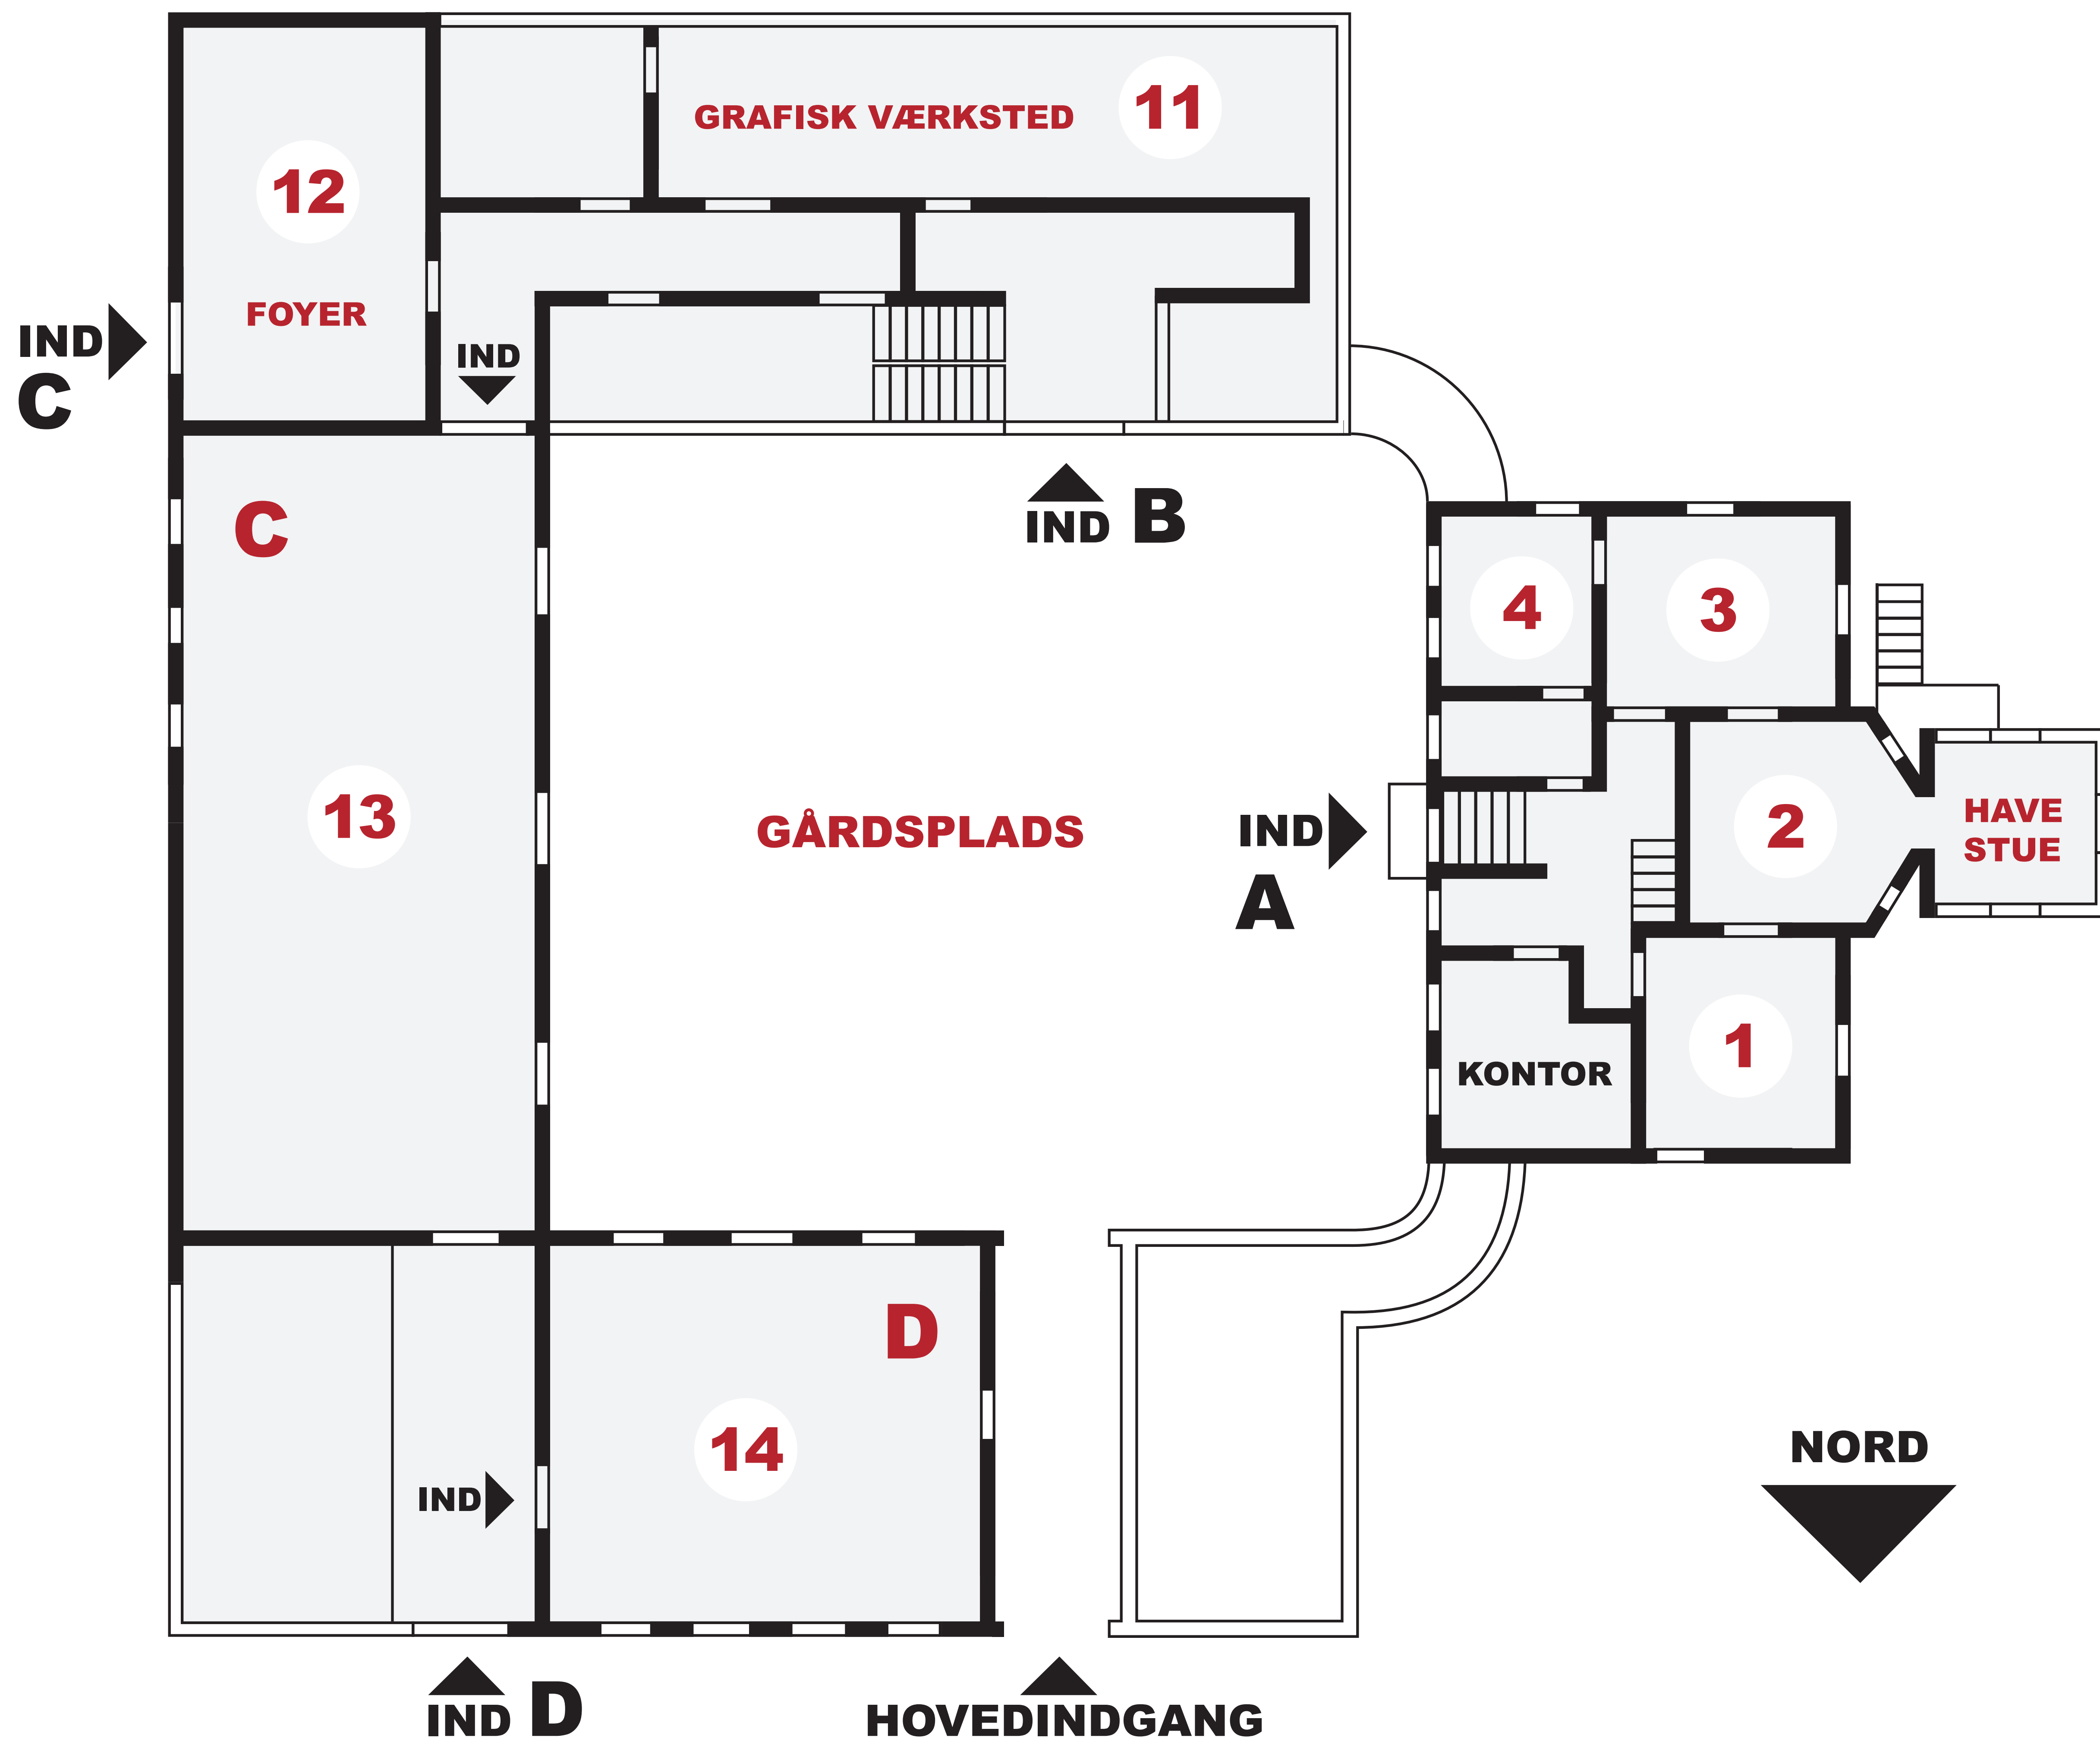 11
GRAFISK VÆRKSTED
12
FOYER
IND
C
IND
C
IND B
4
3
13
GÅRDSPLADS
IND
A
2
HAVE
STUE
1
KONTOR
D
14
IND
NORD
IND D
HOVEDINDGANG